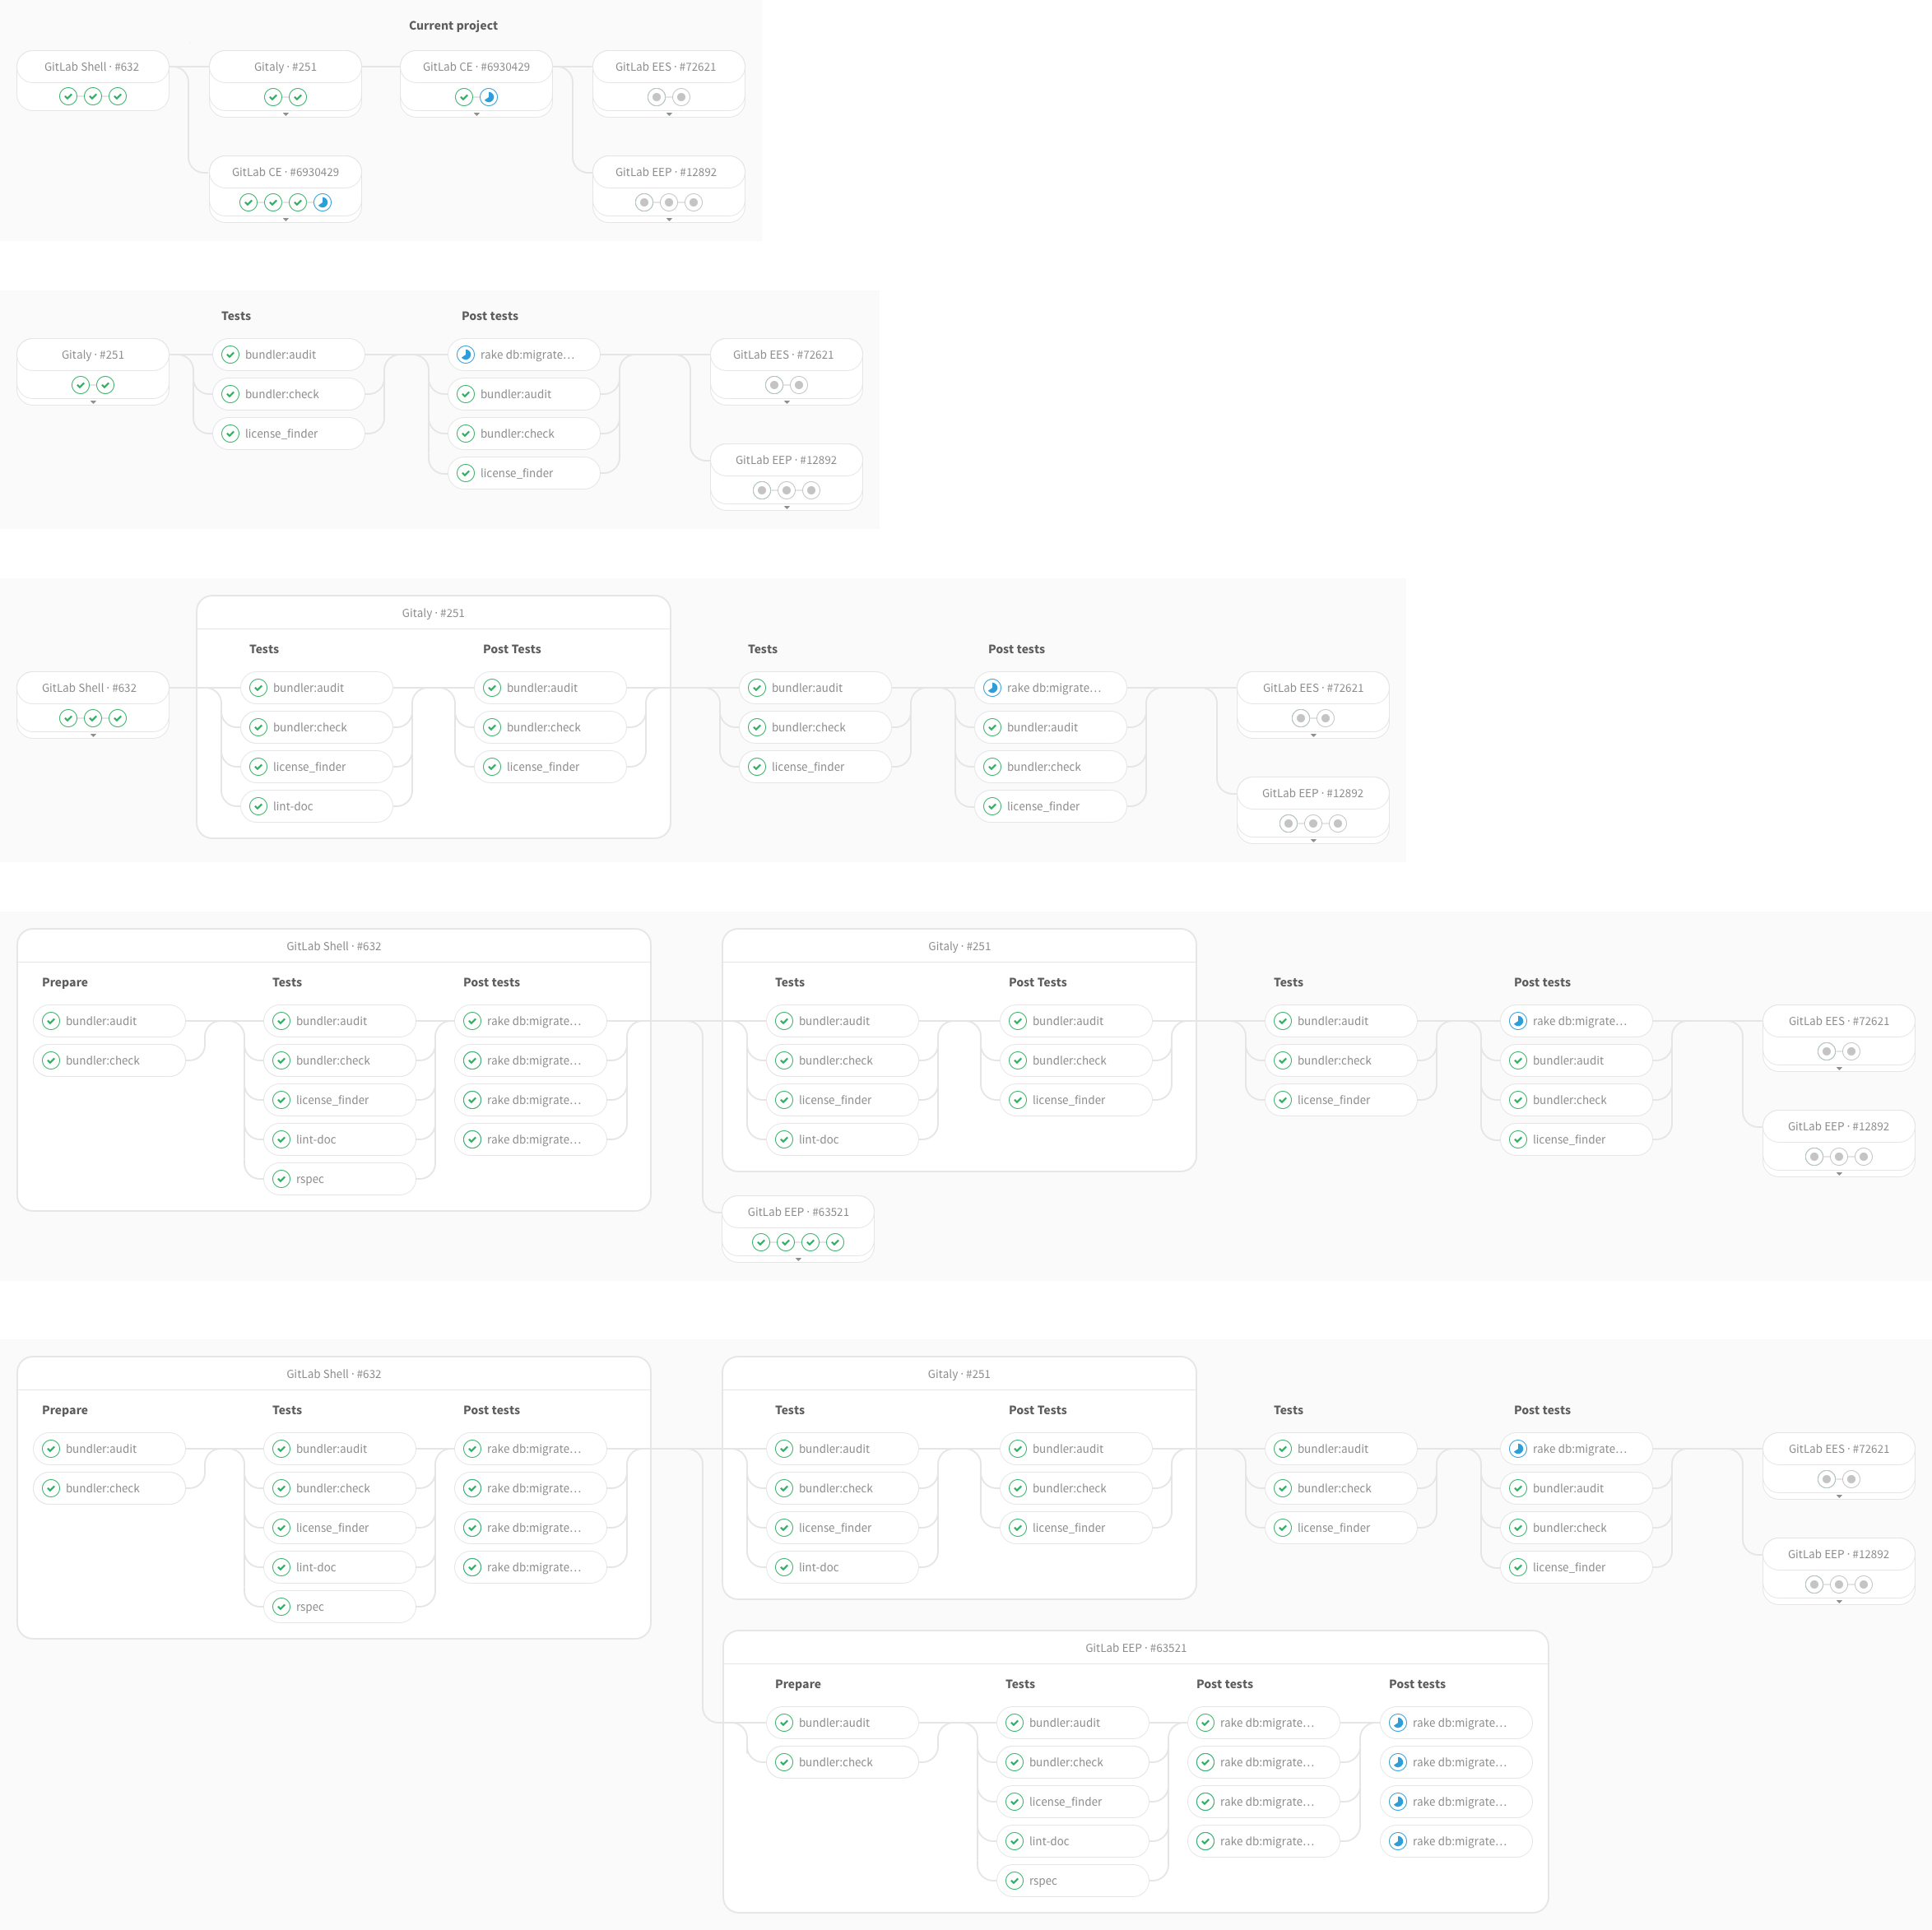 Current project
GitLab Shell · #632
Gitaly · #251
GitLab CE · #6930429
GitLab EES · #72621
GitLab CE · #6930429
GitLab EEP · #12892
Tests
Post tests
Gitaly · #251
bundler:audit
rake db:migrate…
GitLab EES · #72621
bundler:check
bundler:audit
license_finder
bundler:check
GitLab EEP · #12892
license_finder
Gitaly · #251
Tests
Post Tests
Tests
Post tests
GitLab Shell · #632
bundler:audit
bundler:audit
bundler:audit
rake db:migrate…
GitLab EES · #72621
bundler:check
bundler:check
bundler:check
bundler:audit
license_finder
license_finder
license_finder
bundler:check
GitLab EEP · #12892
lint-doc
license_finder
GitLab Shell · #632
Gitaly · #251
Prepare
Tests
Post tests
Tests
Post Tests
Tests
Post tests
bundler:audit
bundler:audit
rake db:migrate…
bundler:audit
bundler:audit
bundler:audit
rake db:migrate…
GitLab EES · #72621
bundler:check
bundler:check
rake db:migrate…
bundler:check
bundler:check
bundler:check
bundler:audit
license_finder
rake db:migrate…
license_finder
license_finder
license_finder
bundler:check
GitLab EEP · #12892
lint-doc
rake db:migrate…
lint-doc
license_finder
rspec
GitLab EEP · #63521
GitLab Shell · #632
Gitaly · #251
Prepare
Tests
Post tests
Tests
Post Tests
Tests
Post tests
bundler:audit
bundler:audit
rake db:migrate…
bundler:audit
bundler:audit
bundler:audit
rake db:migrate…
GitLab EES · #72621
bundler:check
bundler:check
rake db:migrate…
bundler:check
bundler:check
bundler:check
bundler:audit
license_finder
rake db:migrate…
license_finder
license_finder
license_finder
bundler:check
GitLab EEP · #12892
lint-doc
rake db:migrate…
lint-doc
license_finder
rspec
GitLab EEP · #63521
Prepare
Tests
Post tests
Post tests
bundler:audit
bundler:audit
rake db:migrate…
rake db:migrate…
bundler:check
bundler:check
rake db:migrate…
rake db:migrate…
license_finder
rake db:migrate…
rake db:migrate…
lint-doc
rake db:migrate…
rake db:migrate…
rspec